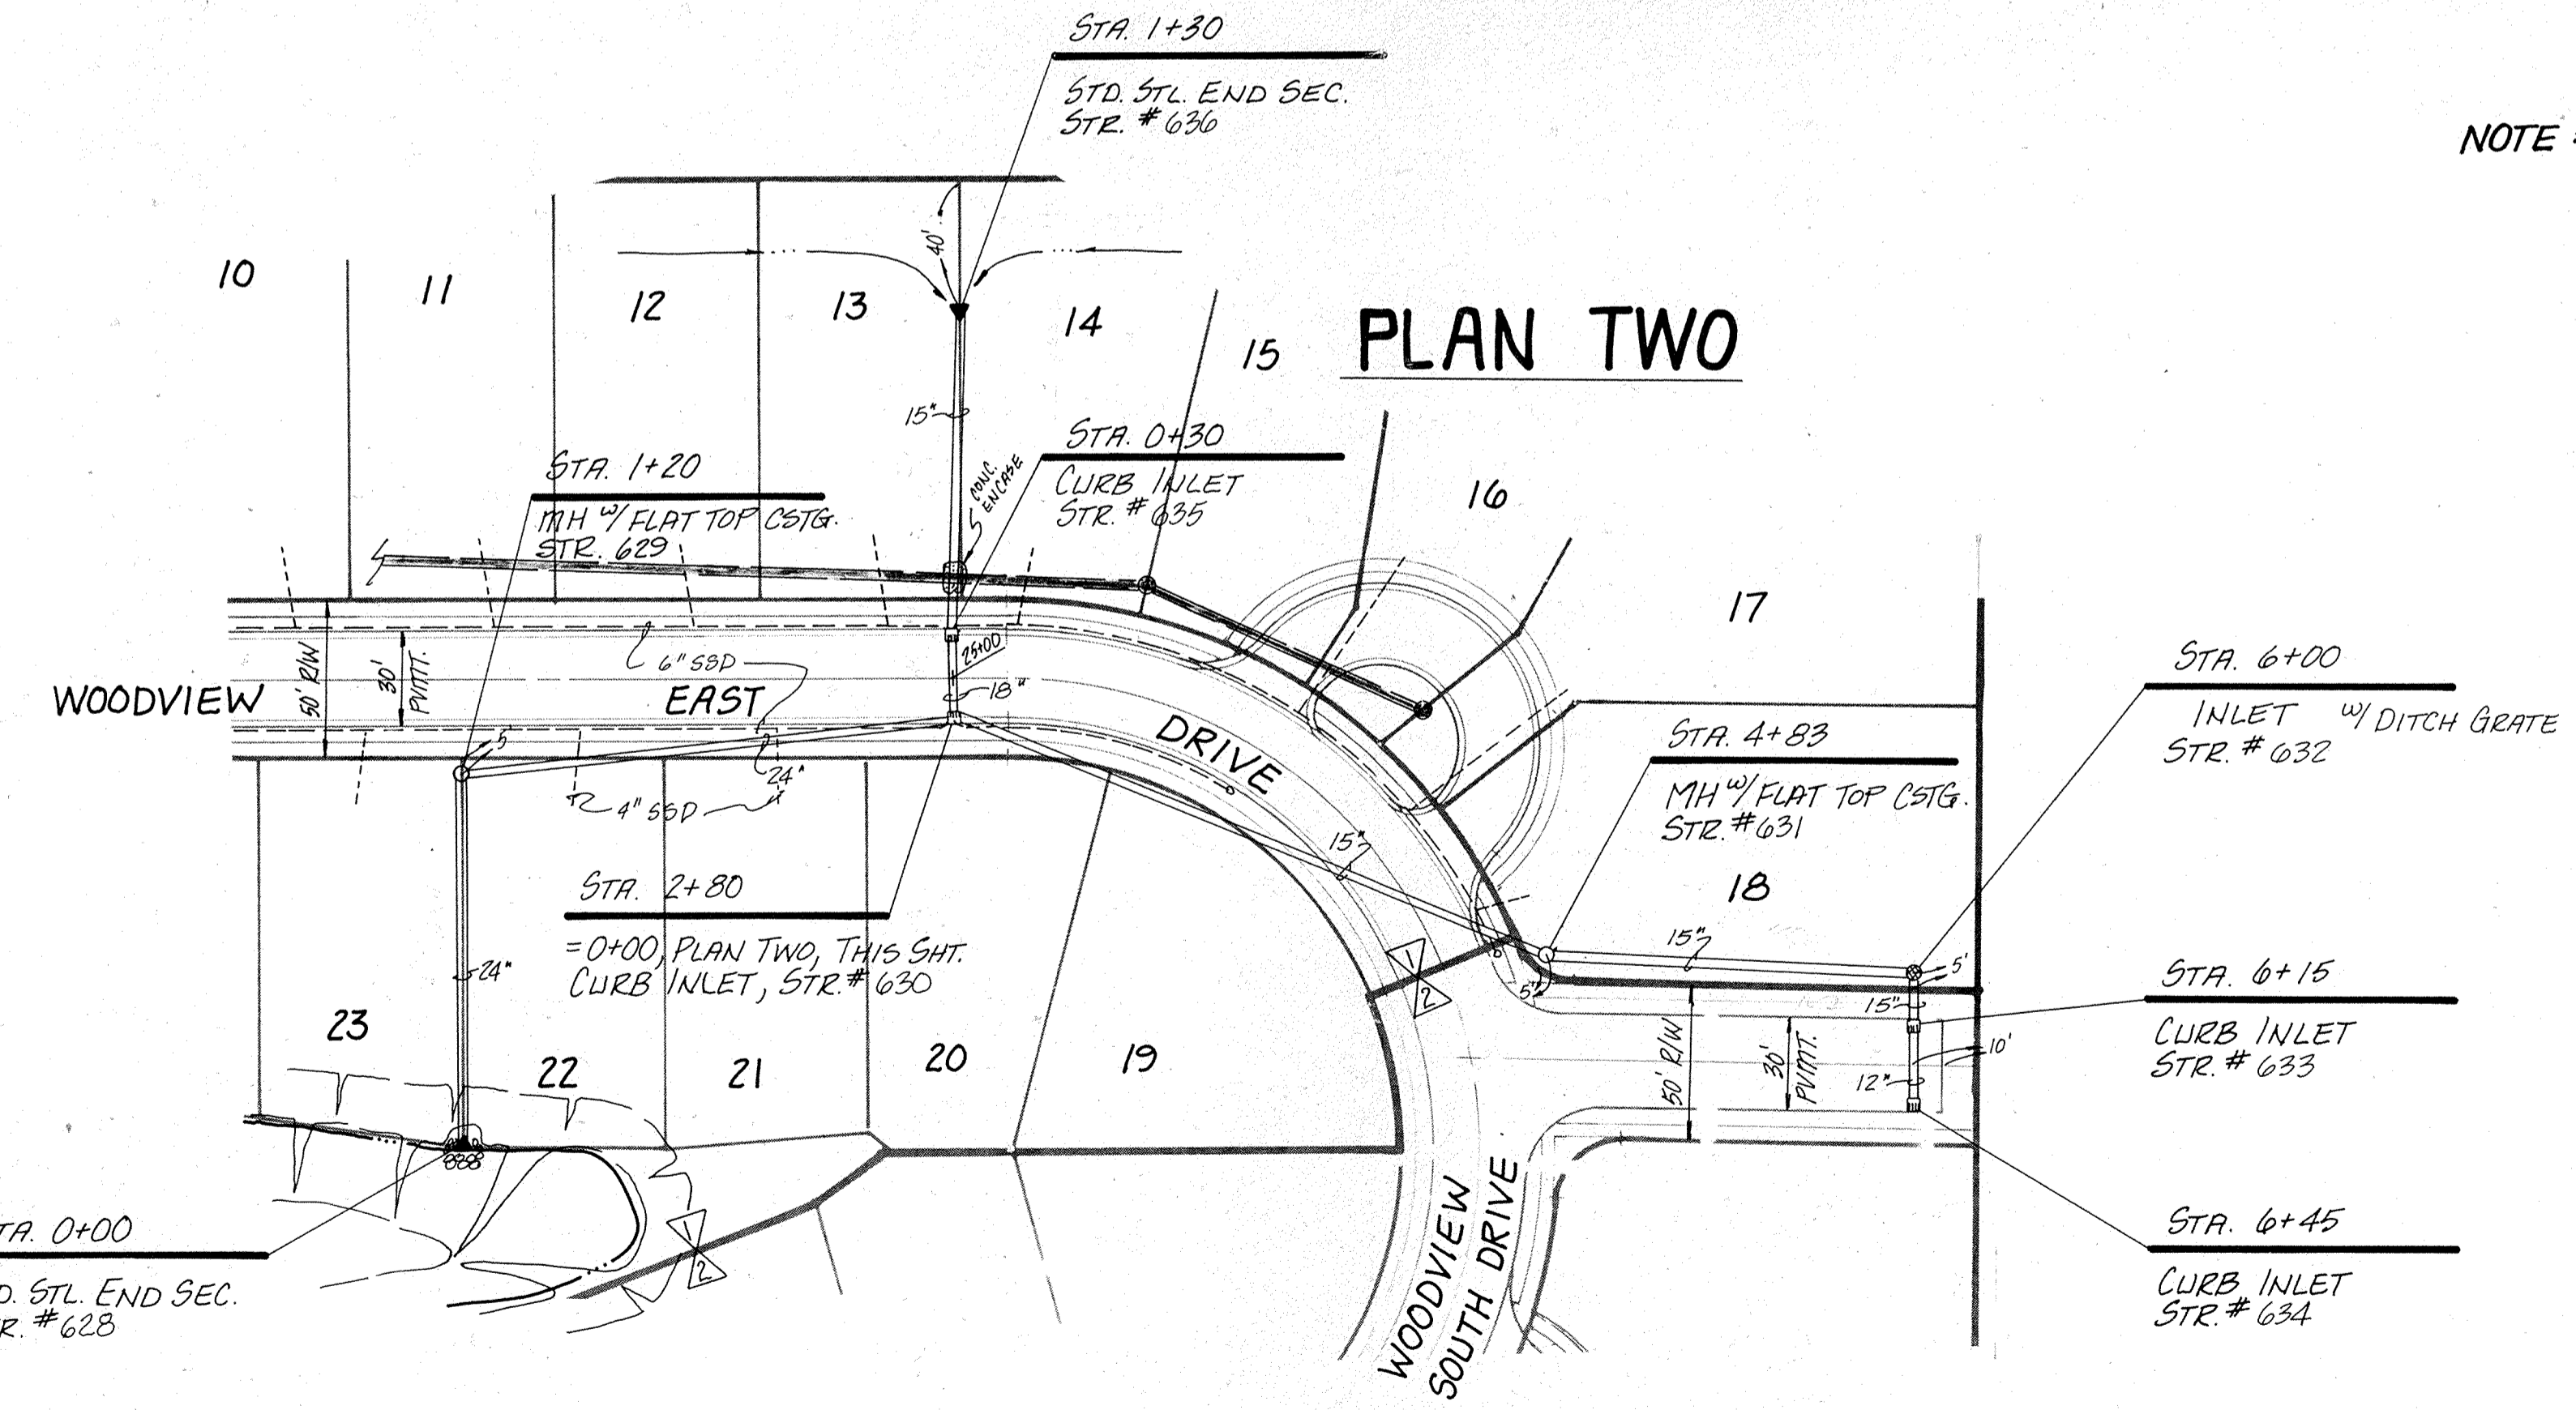 STA. 1+30
STD. STL. END SEC.
STR. # 636
NOTE
10
11
12
13
14
15
40'
PLAN TWO
15"
STA. 0+30
CURB INLET
STR. # 635
CONC.
ENCASE
STA. 1+20
MH W/ FLAT TOP CSTG.
STR. 629
16
17
WOODVIEW
EAST
DRIVE
50' R/W
30'
PVMT.
6" SSD
25+00
18"
5'
24"
4" SSD
STA. 6+00
INLET W/ DITCH GRATE
STR. # 632
STA. 4+83
MH W/ FLAT TOP CSTG.
STR. # 631
15"
18
STA. 2+80
= 0+00, PLAN TWO, THIS SHT.
CURB INLET, STR. # 630
24"
15"
5'
5'
1
2
15"
STA. 6+15
CURB INLET
STR. # 633
23
22
21
20
19
50' R/W
30'
PVMT.
10'
12"
1
2
STA. 6+45
CURB INLET
STR. # 634
TA. 0+00
D. STL. END SEC.
R. # 628
WOODVIEW
SOUTH DRIVE